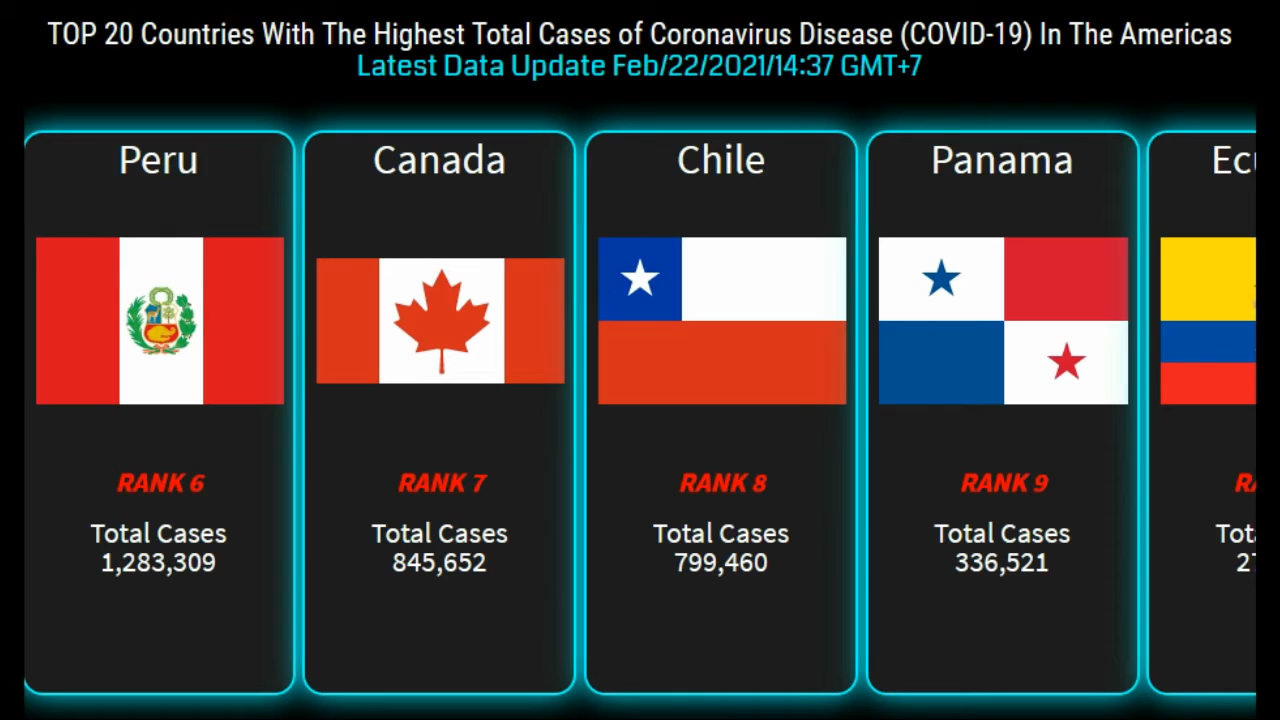 TOP 20 Countries With The Highest Total Cases of Coronavirus Disease (COVID-19) In The Americas
Latest Data Update Feb/22/2021/14:37 GMT+7
Peru
RANK 6
Total Cases
1,283,309
Canada
RANK 7
Total Cases
845,652
Chile
RANK 8
Total Cases
799,460
Panama
RANK 9
Total Cases
336,521